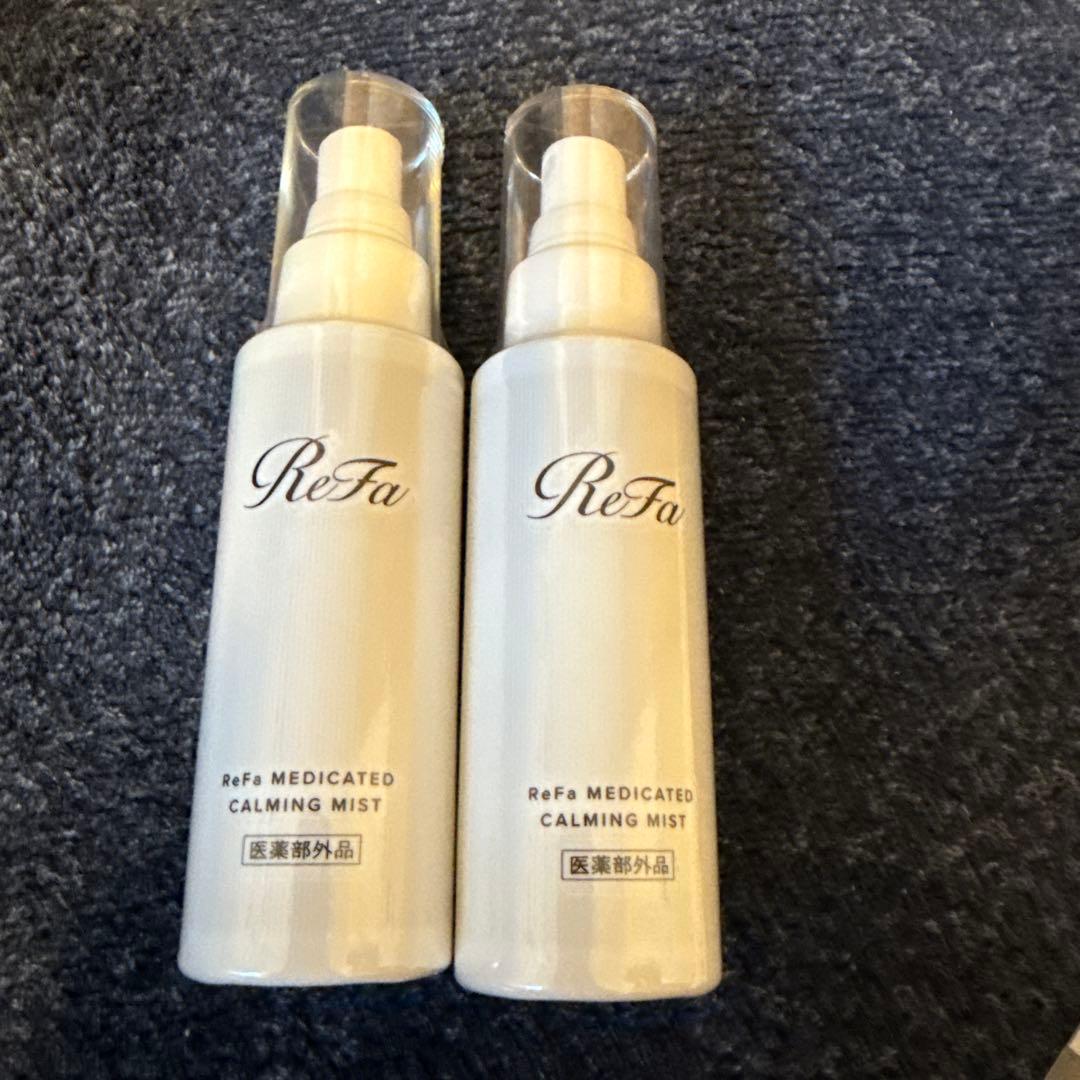 ReFa
ReFa MEDICATED
CALMING MIST
医薬部外品
ReFa
ReFa MEDICATED
CALMING MIST
医薬部外品